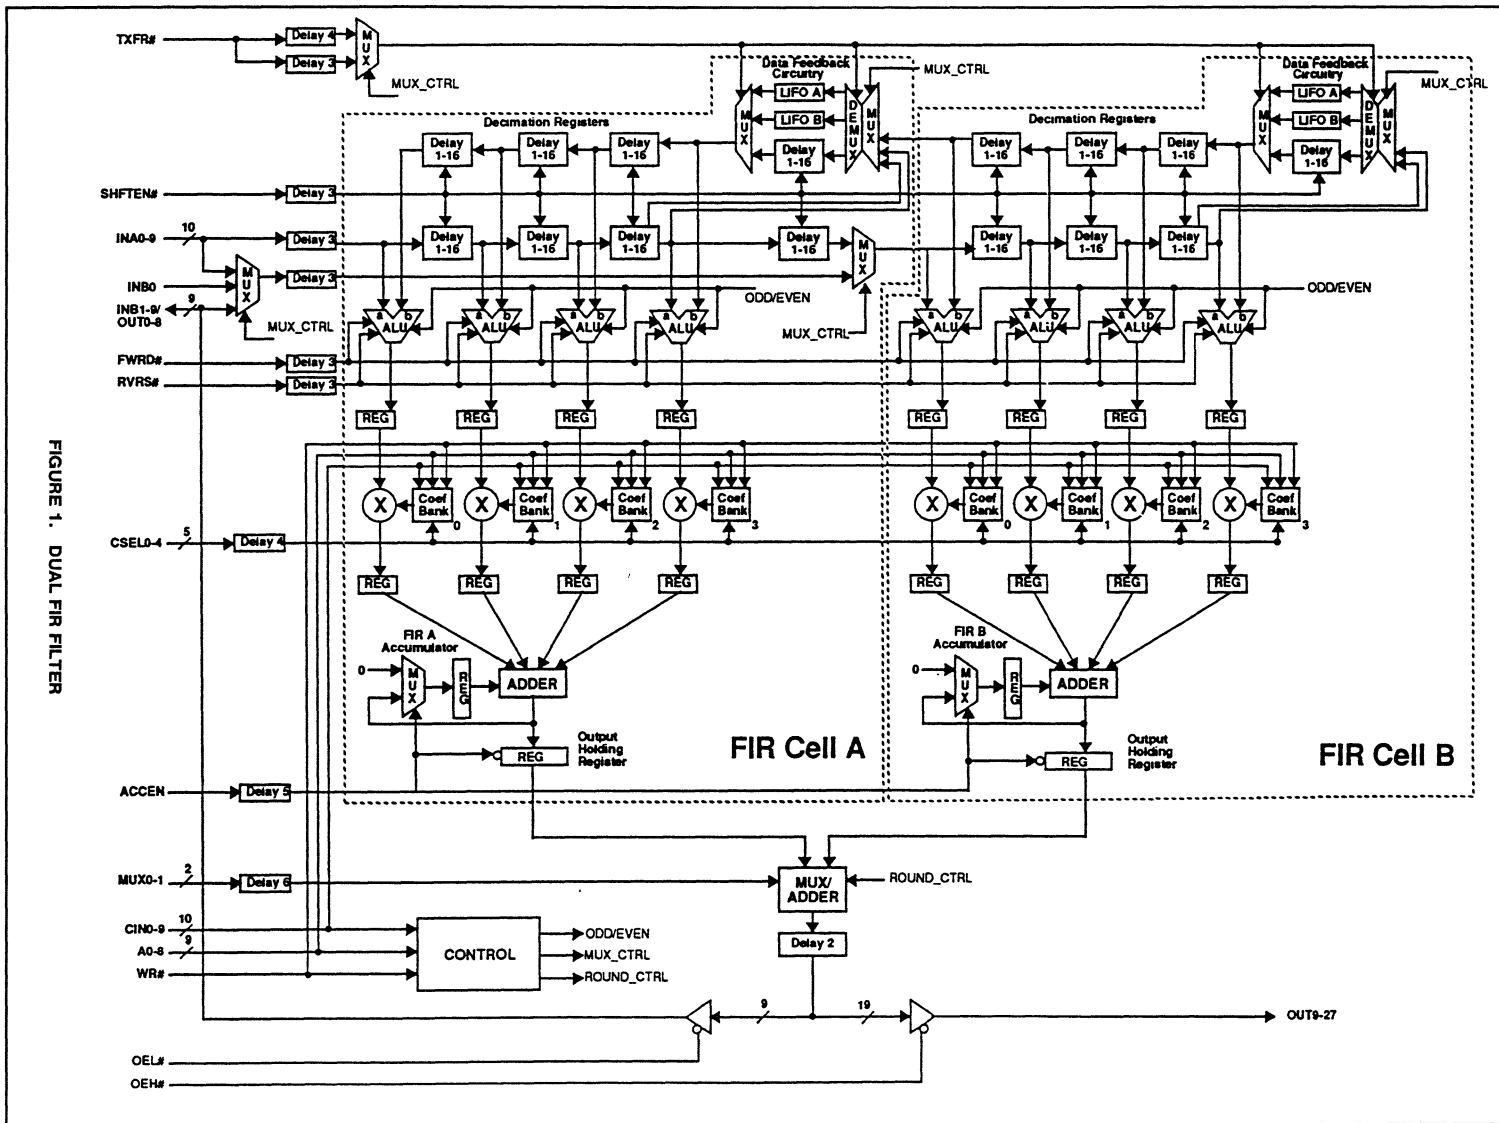 TXFR#
Delay 4
Delay 3
MUX
MUX_CTRL
Data Feedback
Circuitry
LIFO A
LIFO B
Delay
1-16
MUX
DEMUX
MUX
MUX_CTRL
Data Feedback
Circuitry
LIFO A
LIFO B
Delay
1-16
MUX
DEMUX
MUX
MUX_CTRL
Decimation Registers
Delay
1-16
Delay
1-16
Delay
1-16
Decimation Registers
Delay
1-16
Delay
1-16
Delay
1-16
SHFTEN#
Delay 3
INA0-9
10
Delay 3
Delay
1-16
Delay
1-16
Delay
1-16
Delay
1-16
MUX
Delay
1-16
Delay
1-16
Delay
1-16
INB0
INB1-9/
OUT0-8
9
MUX
MUX_CTRL
Delay 3
ODD/EVEN
MUX_CTRL
ODD/EVEN
a b
ALU
a b
ALU
a b
ALU
a b
ALU
a b
ALU
a b
ALU
a b
ALU
a b
ALU
FWRD#
Delay 3
RVRS#
Delay 3
REG
REG
REG
REG
REG
REG
REG
REG
X
Coef
Bank
0
X
Coef
Bank
1
X
Coef
Bank
2
X
Coef
Bank
3
X
Coef
Bank
0
X
Coef
Bank
1
X
Coef
Bank
2
X
Coef
Bank
3
CSEL0-4
5
Delay 4
REG
REG
REG
REG
REG
REG
REG
REG
FIR A
Accumulator
0
MUX
REG
ADDER
FIR B
Accumulator
0
MUX
REG
ADDER
REG
Output
Holding
Register
FIR Cell A
REG
Output
Holding
Register
FIR Cell B
ACCEN
Delay 5
MUX0-1
2
Delay 6
MUX/
ADDER
ROUND_CTRL
Delay 2
CIN0-9
10
A0-8
9
WR#
CONTROL
ODD/EVEN
MUX_CTRL
ROUND_CTRL
9
19
OUT9-27
OEL#
OEH#
FIGURE 1. DUAL FIR FILTER